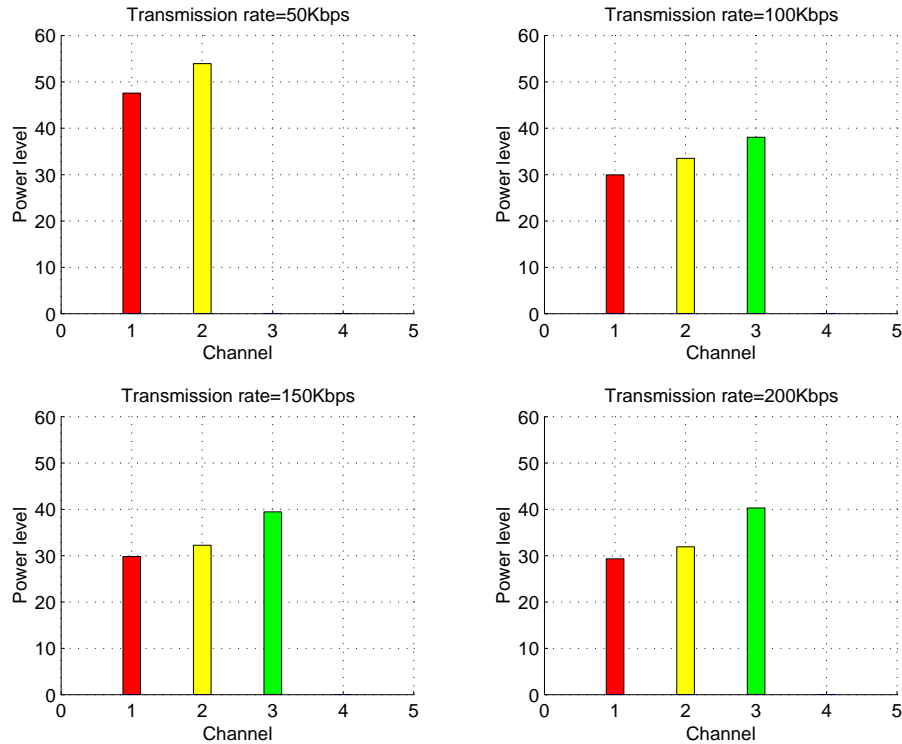 Transmission rate=50Kbps
60
50
40
30
20
10
0
Power level
0 1 2 3 4 5
Channel
Transmission rate=100Kbps
60
50
40
30
20
10
0
Power level
0 1 2 3 4 5
Channel
Transmission rate=150Kbps
60
50
40
30
20
10
0
Power level
0 1 2 3 4 5
Channel
Transmission rate=200Kbps
60
50
40
30
20
10
0
Power level
0 1 2 3 4 5
Channel